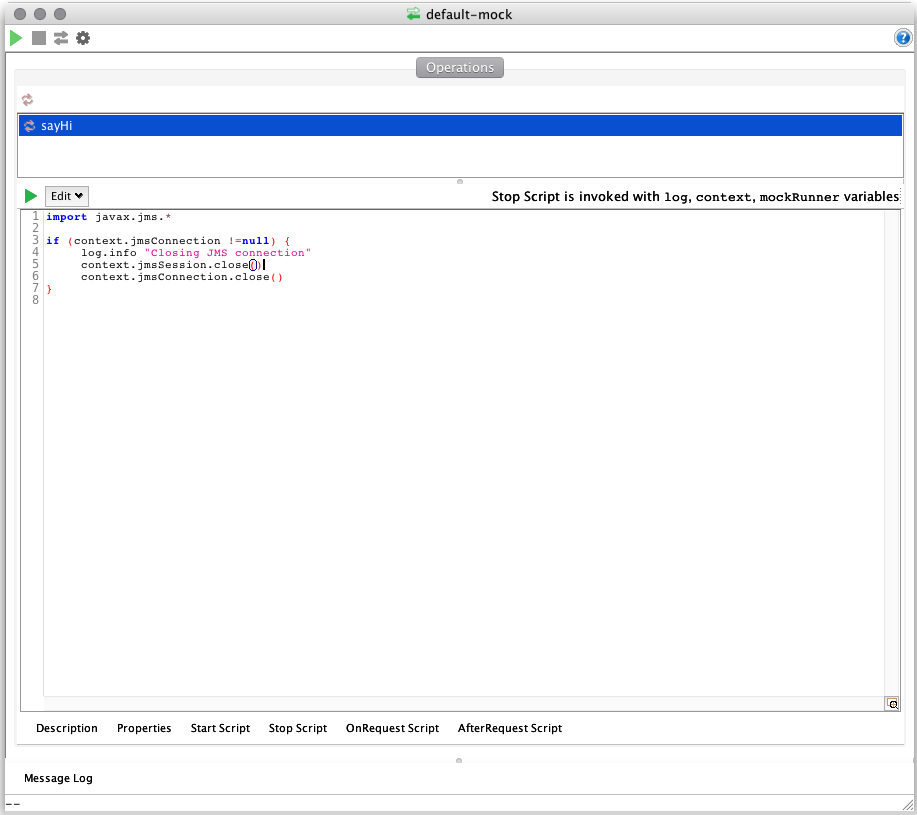 default-mock
?
Operations
sayHi
Edit
Stop Script is invoked with log, context, mockRunner variables
1 import javax.jms.*
2
3 if (context.jmsConnection !=null) {
4 log.info "Closing JMS connection"
5 context.jmsSession.close()
6 context.jmsConnection.close()
7 }
8
Description Properties Start Script Stop Script OnRequest Script AfterRequest Script
Message Log
--